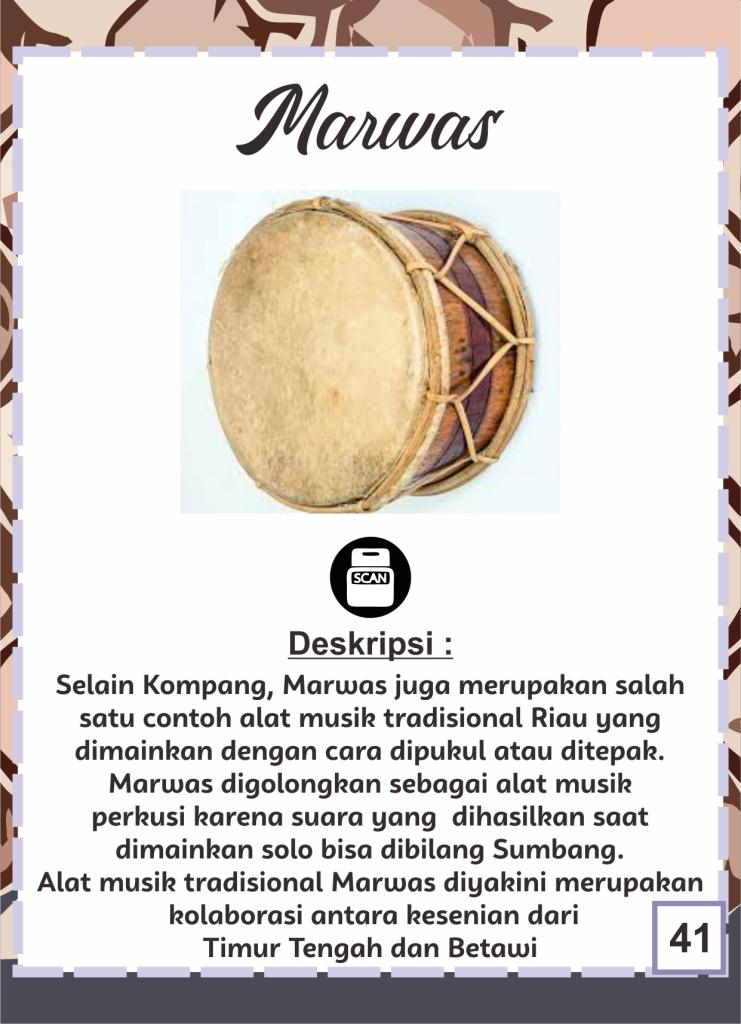 Marwas
SCAN
Deskripsi :
Selain Kompang, Marwas juga merupakan salah
satu contoh alat musik tradisional Riau yang
dimainkan dengan cara dipukul atau ditepak.
Marwas digolongkan sebagai alat musik
perkusi karena suara yang dihasilkan saat
dimainkan solo bisa dibilang Sumbang.
Alat musik tradisional Marwas diyakini merupakan
kolaborasi antara kesenian dari
Timur Tengah dan Betawi
41